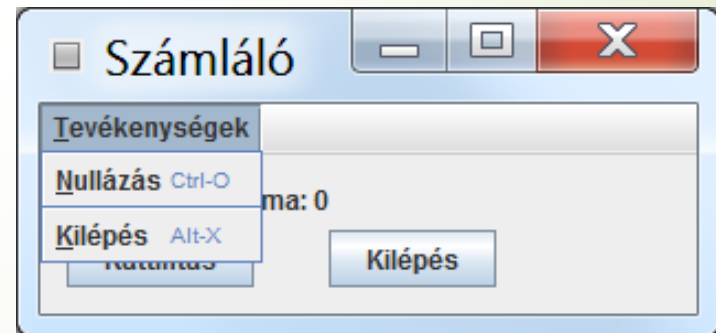 Számláló
Tevékenységek
Nullázás Ctrl-O
ma: 0
Kilépés Alt-X
Kilépés